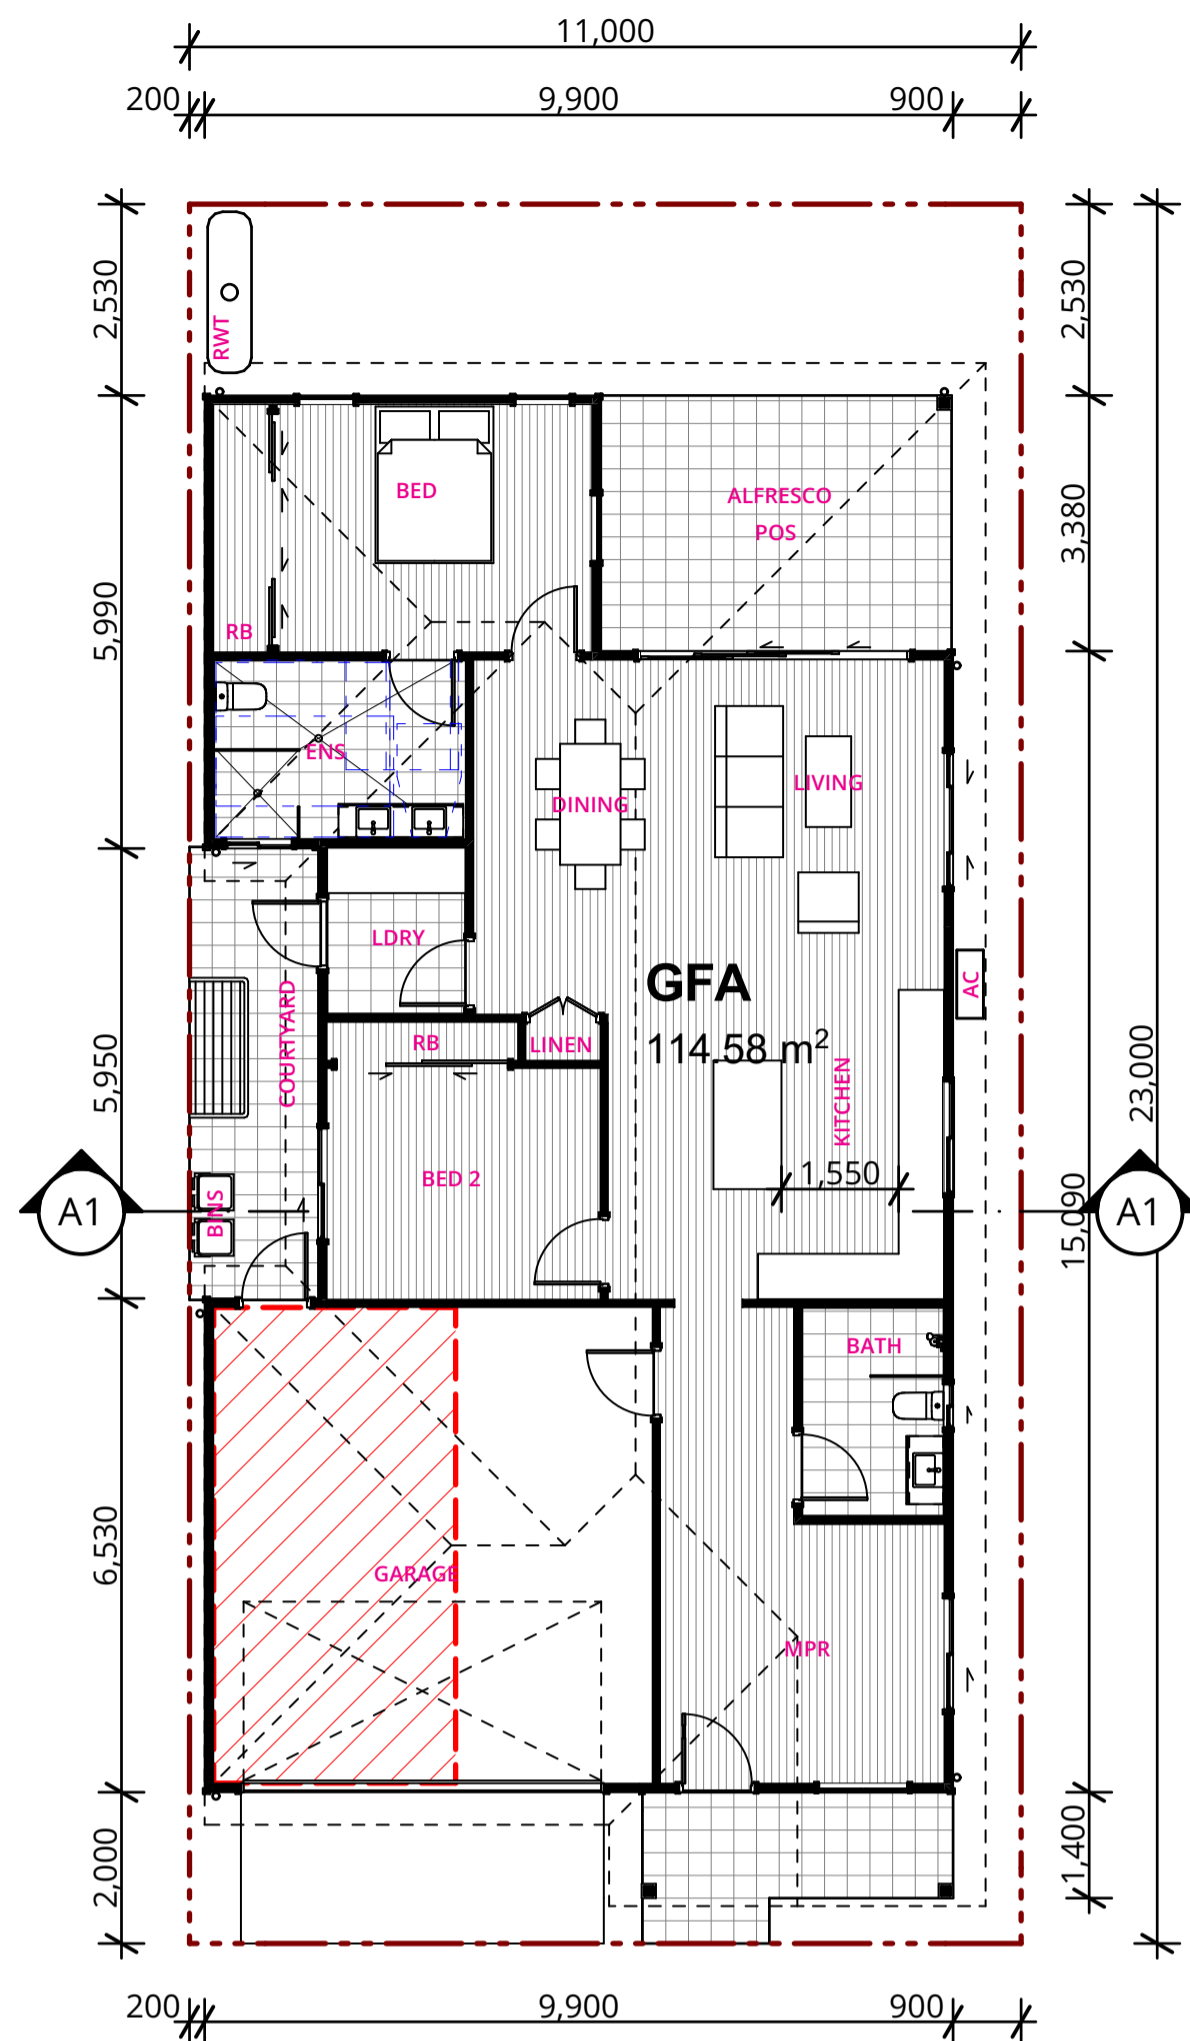 11,000
200
9,900
900
2,530
5,990
5,950
6,530
2,000
2,530
3,380
15,090
1,400
23,000
RWT
BED
RB
ALFRESCO
POS
ENS
DINING
LIVING
LDRY
COURTYARD
RB
LINEN
GFA
114.58 m²
AC
KITCHEN
1,550
BED 2
BINS
A1
A1
BATH
GARAGE
MPR
200
9,900
900